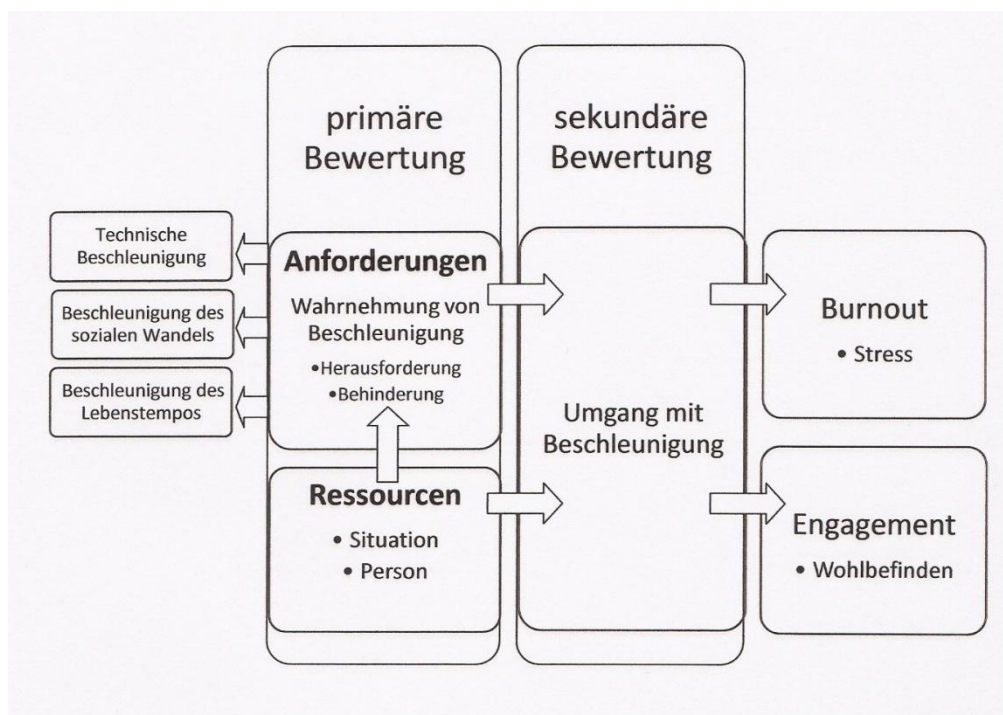 primäre
Bewertung
sekundäre
Bewertung
Technische
Beschleunigung
Beschleunigung des
sozialen Wandels
Beschleunigung des
Lebenstempos
Anforderungen
Wahrnehmung von
Beschleunigung
•Herausforderung
•Behinderung
Ressourcen
• Situation
• Person
Umgang mit
Beschleunigung
Burnout
• Stress
Engagement
• Wohlbefinden